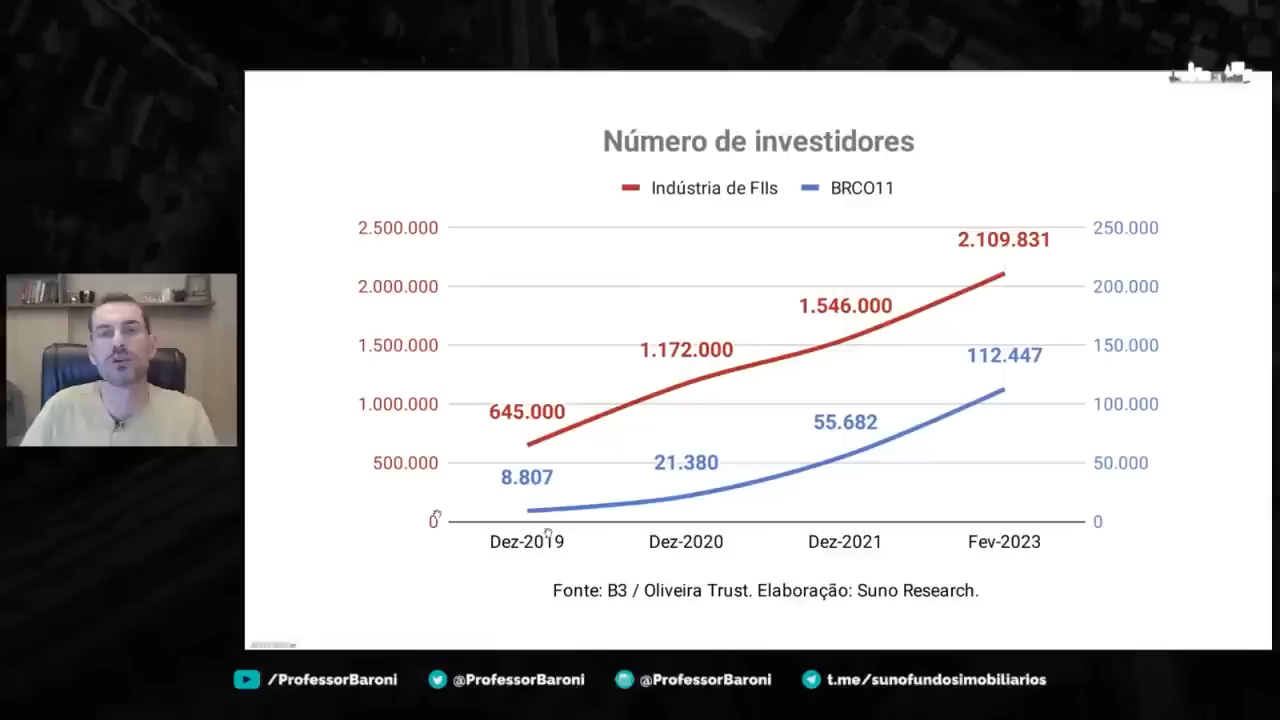 Número de investidores
Indústria de FIIs BRCO11
2.500.000 250.000
2.109.831
2.000.000 200.000
1.546.000
1.500.000 150.000
1.172.000 112.447
1.000.000 100.000
645.000
55.682
500.000 50.000
21.380
8.807
0 0
Dez-2019 Dez-2020 Dez-2021 Fev-2023
Fonte: B3 / Oliveira Trust. Elaboração: Suno Research.
/ProfessorBaroni @ProfessorBaroni @ProfessorBaroni t.me/sunofundosimobiliarios